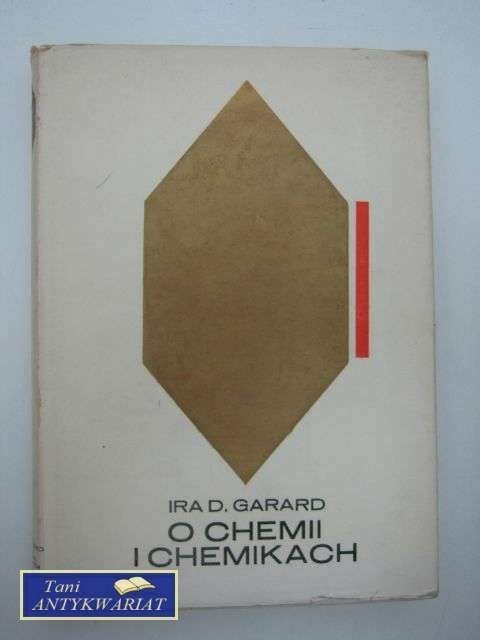 IRA D. GARARD
O CHEMII
I CHEMIKACH
Tani
ANTYKWARIAT